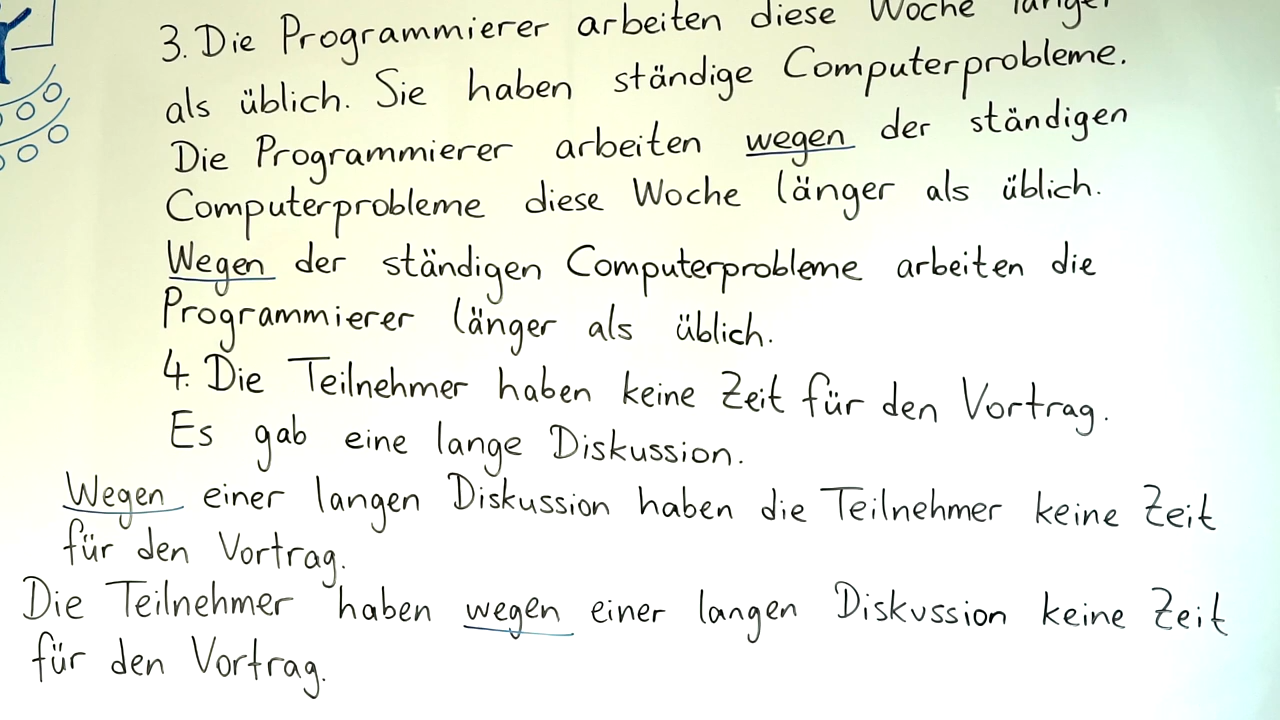 3. Die Programmierer arbeiten diese Woche länger
als üblich. Sie haben ständige Computerprobleme.
Die Programmierer arbeiten wegen der ständigen
Computerprobleme diese Woche länger als üblich.
Wegen der ständigen Computerprobleme arbeiten die
Programmierer länger als üblich.
4. Die Teilnehmer haben keine Zeit für den Vortrag.
Es gab eine lange Diskussion.
Wegen einer langen Diskussion haben die Teilnehmer keine Zeit
für den Vortrag.
Die Teilnehmer haben wegen einer langen Diskussion keine Zeit
für den Vortrag.